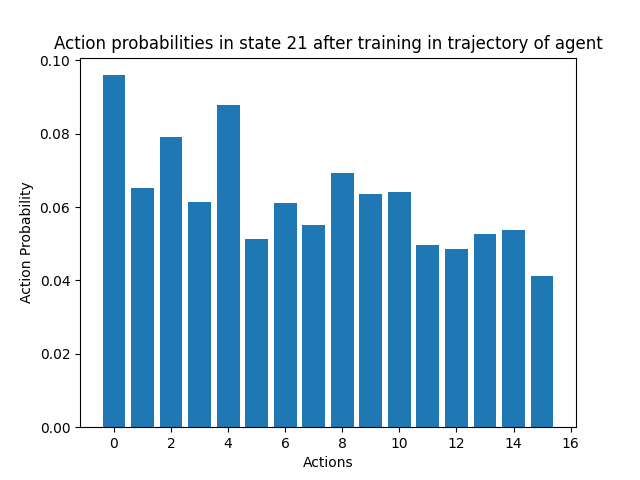 Action probabilities in state 21 after training in trajectory of agent
0.10
0.08
0.06
0.04
0.02
0.00
Action Probability
0 2 4 6 8 10 12 14 16
Actions